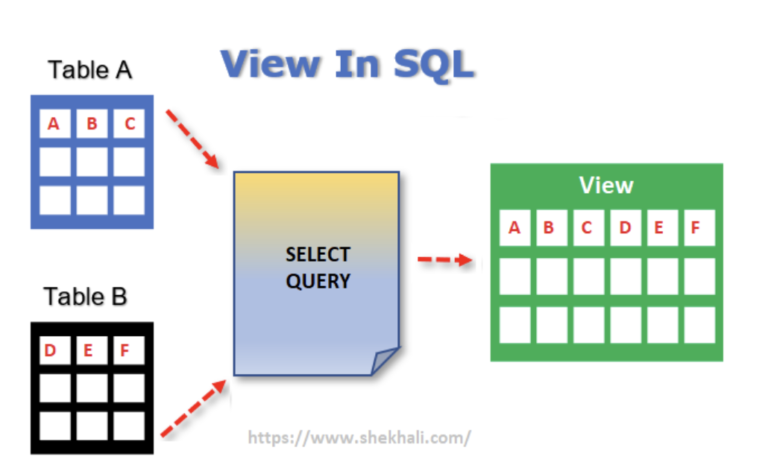 View In SQL
Table A
A B C
SELECT
QUERY
View
A B C D E F
Table B
D E F
https://www.shekhali.com/